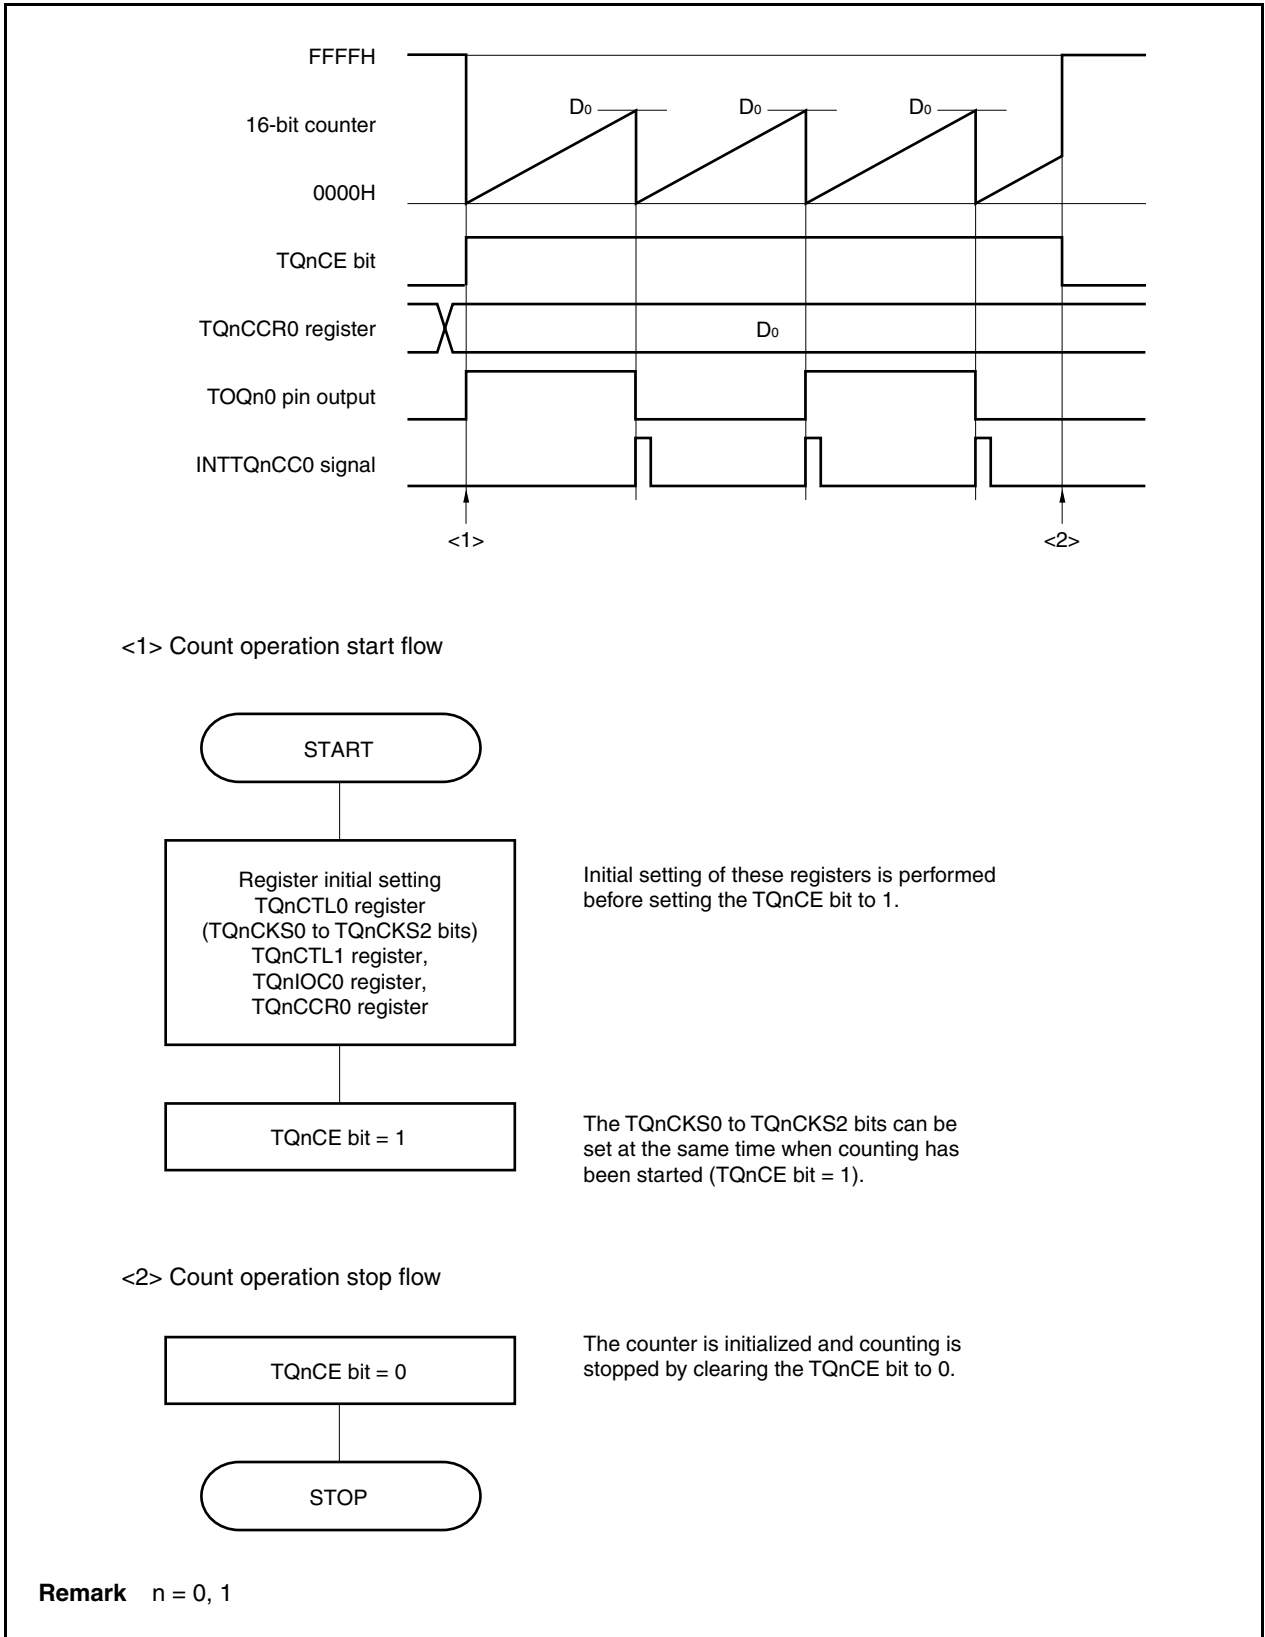 FFFFH
D0
D0
D0
16-bit counter
0000H
TQnCE bit
TQnCCR0 register
D0
TOQn0 pin output
INTTQnCC0 signal
<1>
<2>
<1> Count operation start flow
START
Register initial setting
TQnCTL0 register
(TQnCKS0 to TQnCKS2 bits)
TQnCTL1 register,
TQnIOC0 register,
TQnCCR0 register
Initial setting of these registers is performed
before setting the TQnCE bit to 1.
TQnCE bit = 1
The TQnCKS0 to TQnCKS2 bits can be
set at the same time when counting has
been started (TQnCE bit = 1).
<2> Count operation stop flow
TQnCE bit = 0
The counter is initialized and counting is
stopped by clearing the TQnCE bit to 0.
STOP
Remark n = 0, 1